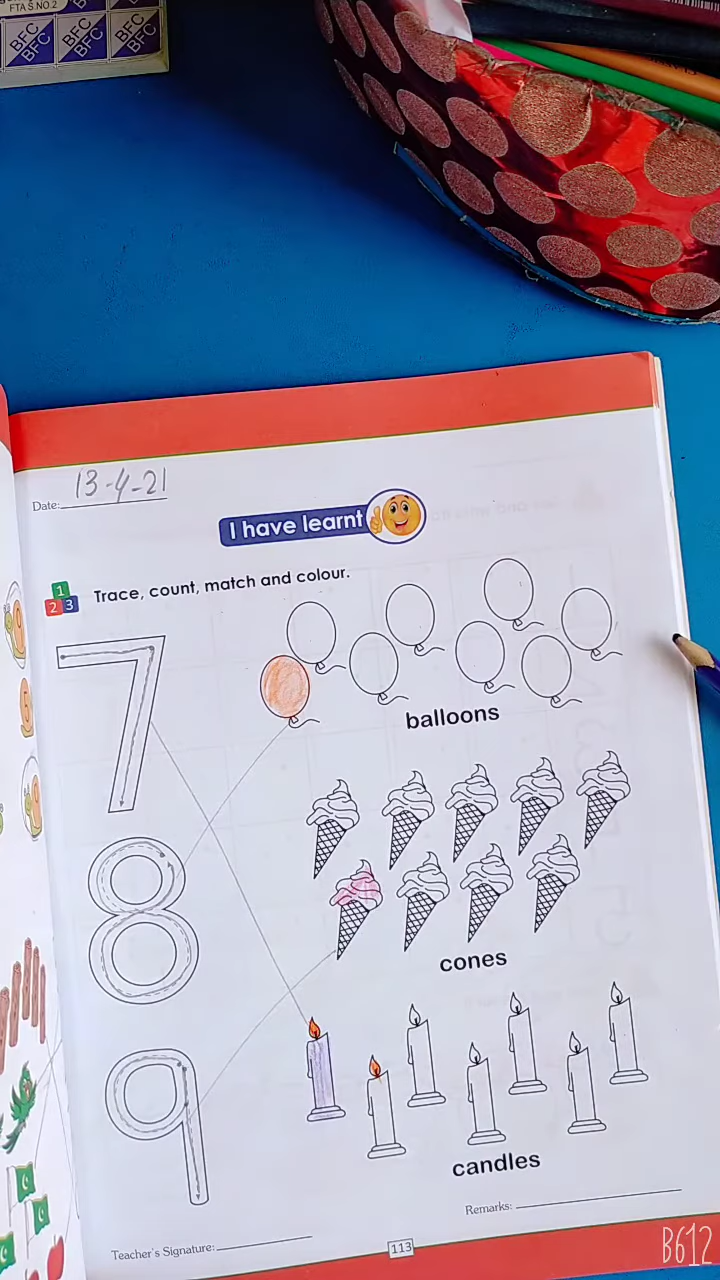 FTA S.NO 2
BFC BFC BFC
BFC BFC BFC
Date: 13-4-21
I have learnt
1
2 3
Trace, count, match and colour.
7
balloons
8
cones
9
candles
Remarks:
Teacher's Signature:
113
B612